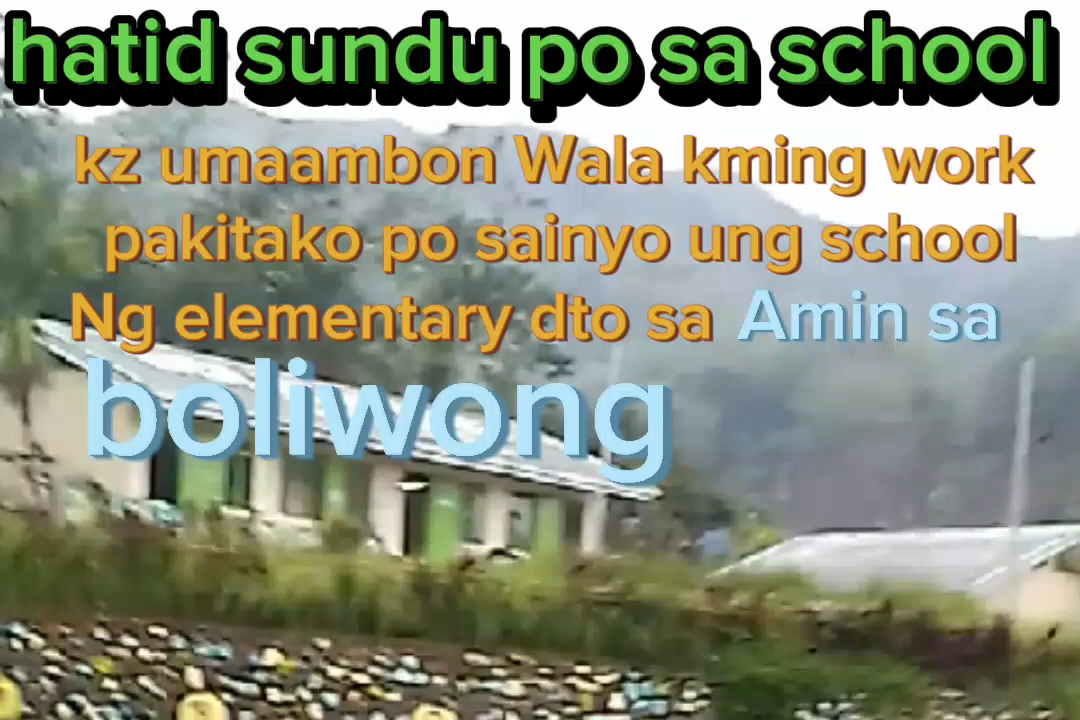 hatid sundu po sa school
kz umaambon Wala kming work
pakitako po sainyo ung school
Ng elementary dto sa Amin sa
boliwong